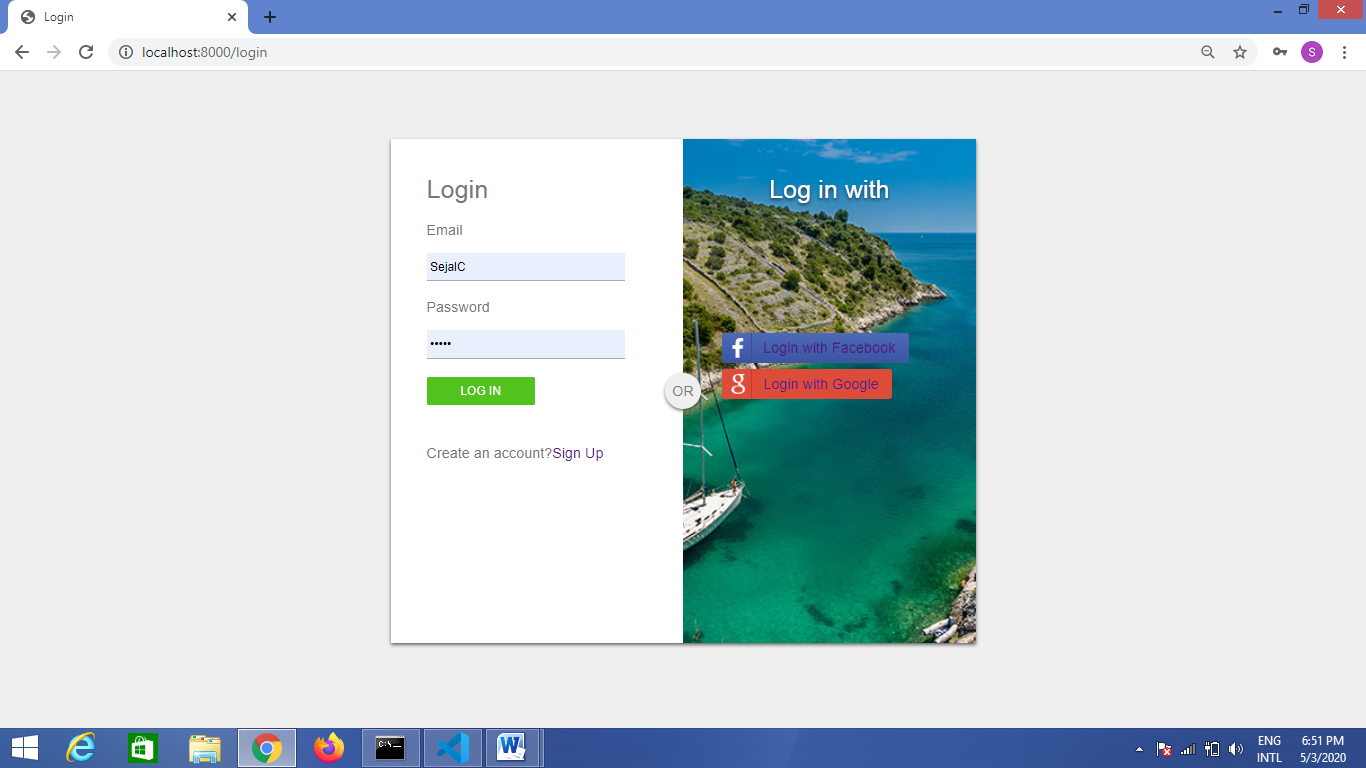 Login
localhost:8000/login
S
Login
Email
SejalC
Password
•••••
LOG IN
Create an account?Sign Up
OR
Log in with
f Login with Facebook
g Login with Google
C:\_
W
ENG
INTL
6:51 PM
5/3/2020